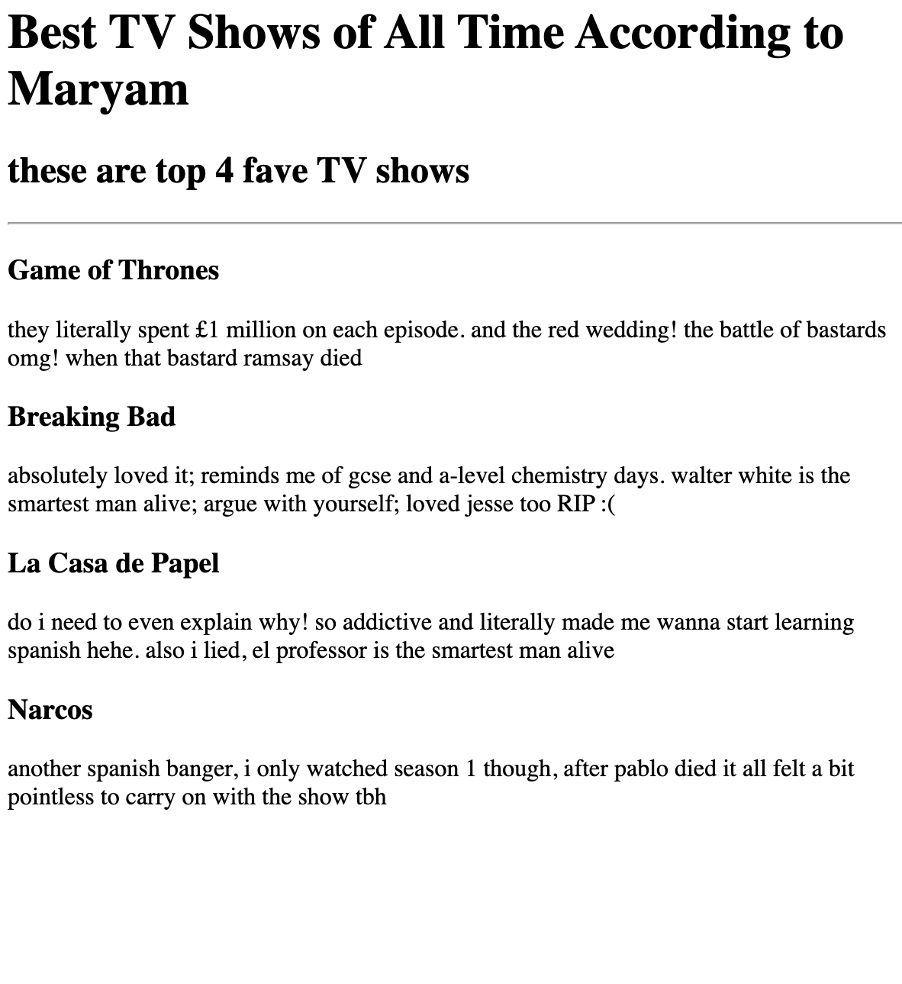 Best TV Shows of All Time According to
Maryam
these are top 4 fave TV shows
Game of Thrones
they literally spent £1 million on each episode. and the red wedding! the battle of bastards
omg! when that bastard ramsay died
Breaking Bad
absolutely loved it; reminds me of gcse and a-level chemistry days. walter white is the
smartest man alive; argue with yourself; loved jesse too RIP :(
La Casa de Papel
do i need to even explain why! so addictive and literally made me wanna start learning
spanish hehe. also i lied, el professor is the smartest man alive
Narcos
another spanish banger, i only watched season 1 though, after pablo died it all felt a bit
pointless to carry on with the show tbh